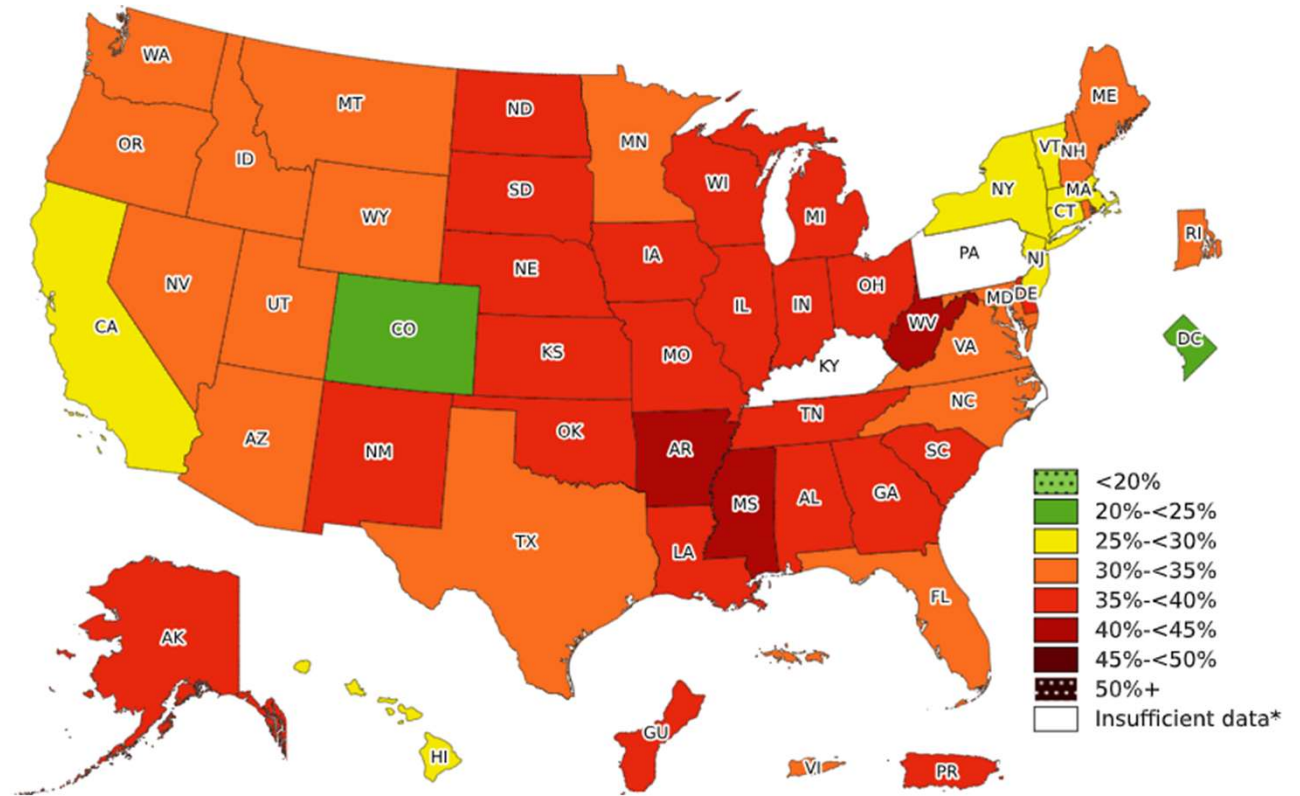 WA
MT
ND
MN
OR
ID
SD
WI
MI
WY
NE
IA
NY
VT
NH
ME
MA
CT
RI
PA
NJ
NV
UT
CO
CA
KS
MO
IL
IN
OH
WV
MD
DE
DC
VA
KY
AZ
NM
OK
AR
TN
NC
SC
MS
AL
GA
TX
LA
FL
AK
HI
GU
VI
PR
<20%
20%-<25%
25%-<30%
30%-<35%
35%-<40%
40%-<45%
45%-<50%
50%+
Insufficient data*